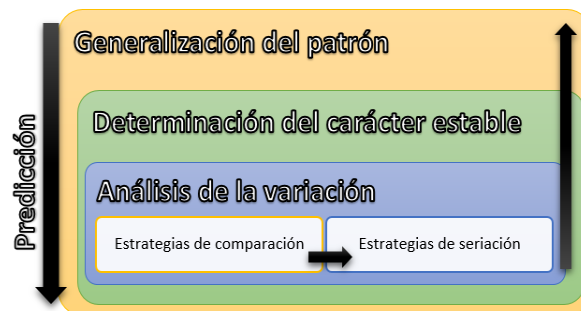 Generalización del patrón
Determinación del carácter estable
Análisis de la variación
Estrategias de comparación
Estrategias de seriación
Predicción